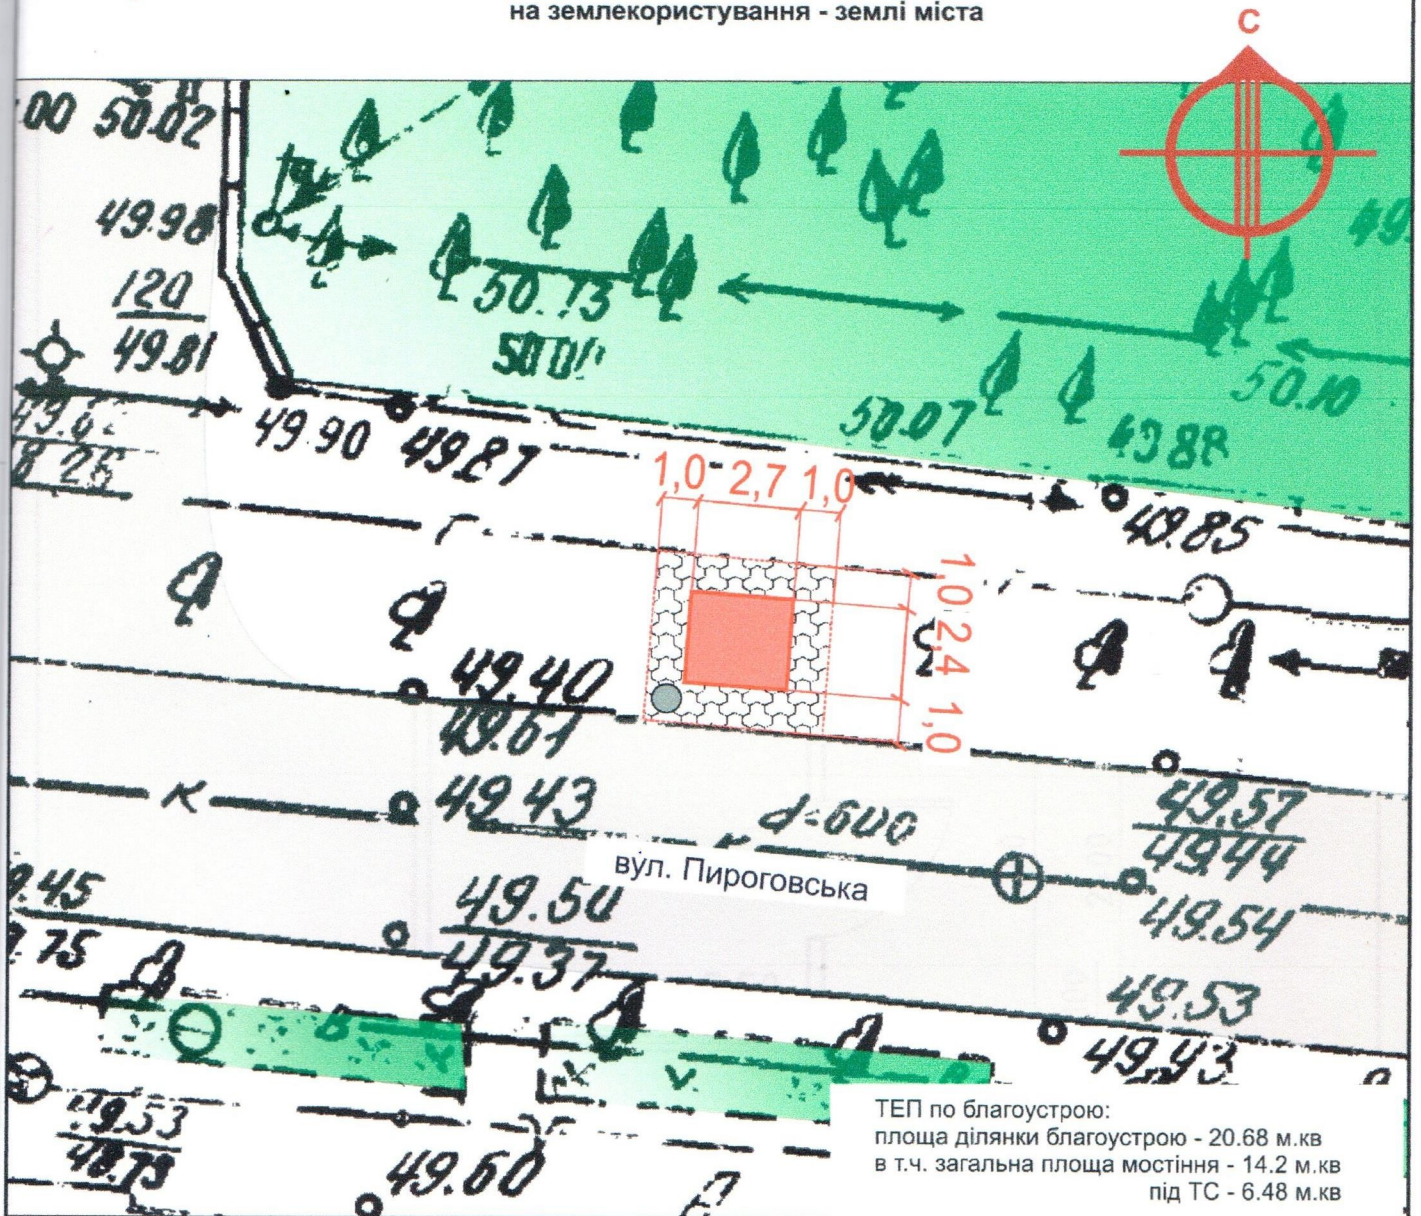 на землекористування - землі міста
С
00 50.02
49.98
120
49.81
50.13
50.10
49.90
49.87
50.07
49.88
49.85
1,0 2,7 1,0
1,0 2,4 1,0
Г
Г
49.40
49.61
К
49.43
d=600
К
49.57
49.44
49.54
вул. Пироговська
49.50
49.37
49.53
49.43
В
49.53
49.60
ТЕП по благоустрою:
площа ділянки благоустрою - 20.68 м.кв
в т.ч. загальна площа мостіння - 14.2 м.кв
під ТС - 6.48 м.кв